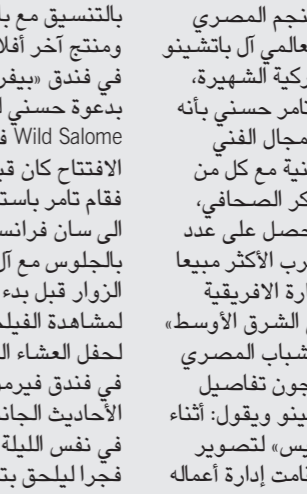 نجم المصري
عالمي آل باتشينو
ركية الشهيرة،
تامر حسني بأنه
مجال الفني
نية مع كل من
كر الصحافي،
حصل على عدد
رب الأكثر مبيعا
ارة الافريقية
الشرق الأوسط»
شباب المصري
جون تفاصيل
ينو ويقول: أثناء
يس» لتصوير
امت إدارة أعماله
بالتنسيق مع با
ومنتج آخر أفلا
في فندق «بيفر
بدعوة حسني ا
Wild Salome ف
الافتتاح كان قب
فقام تامر باست
الى سان فرانس
بالجلوس مع آل
الزوار قبل بدء
لمشاهدة الفيلم
لحفل العشاء ال
في فندق فيرمو
الأحاديث الجان
في نفس الليلة
فجرا ليلحق بت